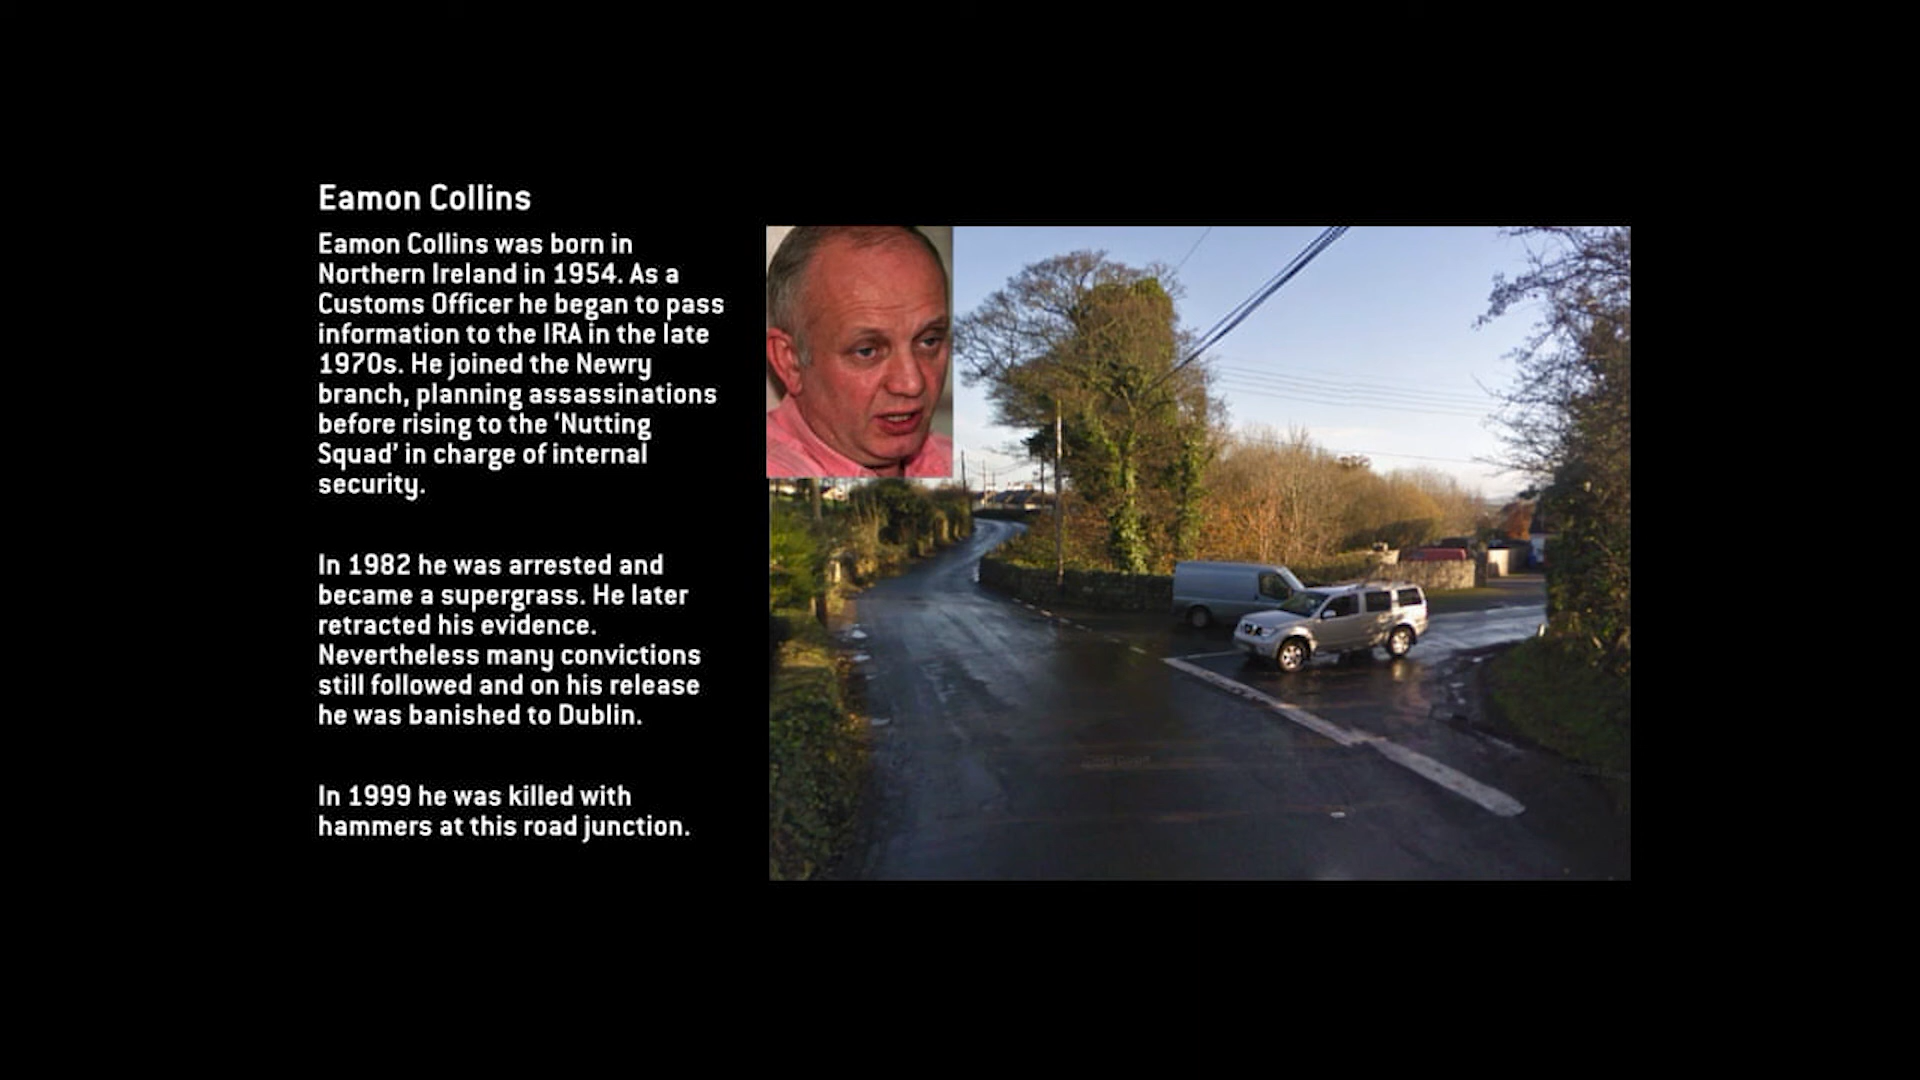 Eamon Collins
Eamon Collins was born in
Northern Ireland in 1954. As a
Customs Officer he began to pass
information to the IRA in the late
1970s. He joined the Newry
branch, planning assassinations
before rising to the ‘Nutting
Squad’ in charge of internal
security.
In 1982 he was arrested and
became a supergrass. He later
retracted his evidence.
Nevertheless many convictions
still followed and on his release
he was banished to Dublin.
In 1999 he was killed with
hammers at this road junction.